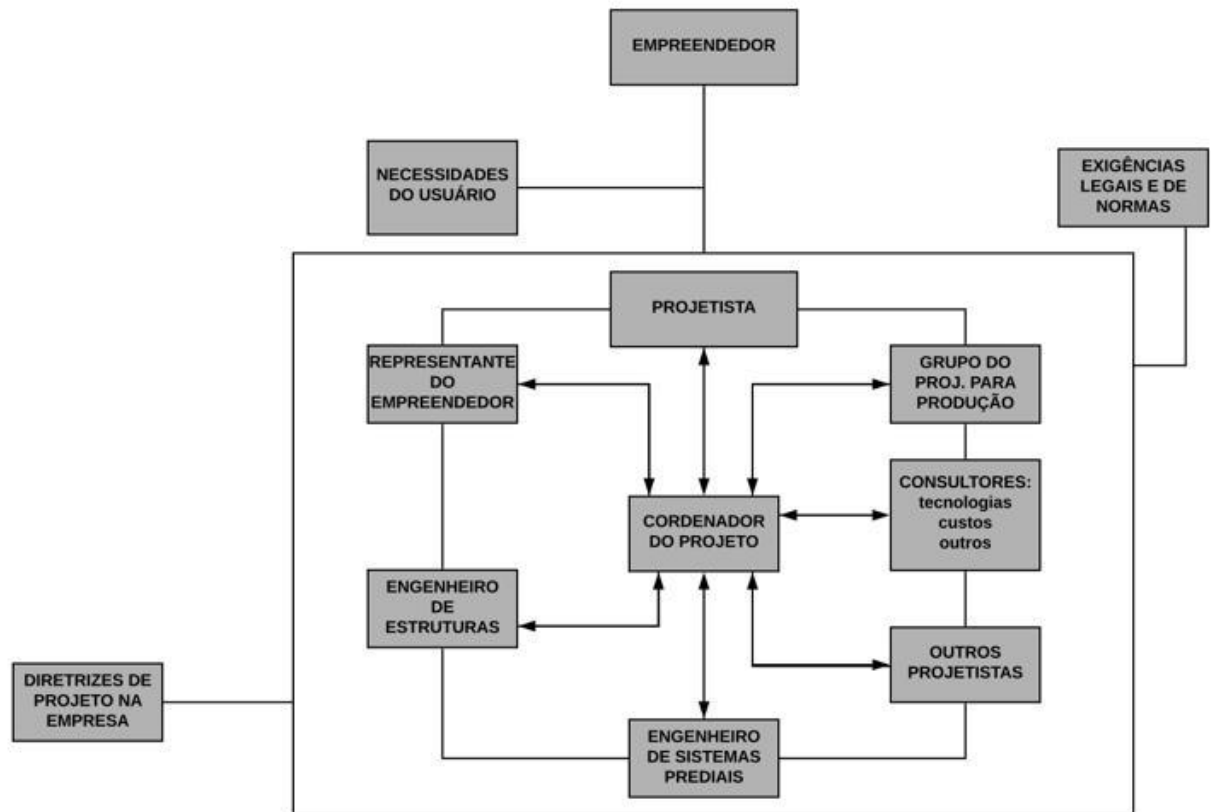 EMPREENDEDOR
NECESSIDADES
DO USUÁRIO
EXIGÊNCIAS
LEGAIS E DE
NORMAS
PROJETISTA
REPRESENTANTE
DO
EMPREENDEDOR
GRUPO DO
PROJ. PARA
PRODUÇÃO
CORDENADOR
DO PROJETO
CONSULTORES:
tecnologias
custos
outros
ENGENHEIRO
DE
ESTRUTURAS
OUTROS
PROJETISTAS
DIRETRIZES DE
PROJETO NA
EMPRESA
ENGENHEIRO
DE SISTEMAS
PREDIAIS